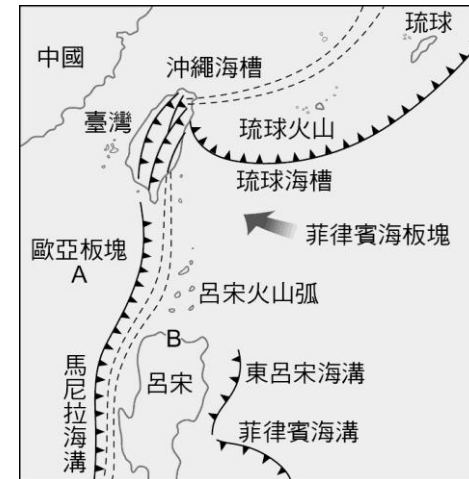 琉球
中國
沖繩海槽
臺灣
琉球火山
琉球海槽
菲律賓海板塊
歐亞板塊
A
呂宋火山弧
B
呂宋
東呂宋海溝
馬尼拉海溝
菲律賓海溝